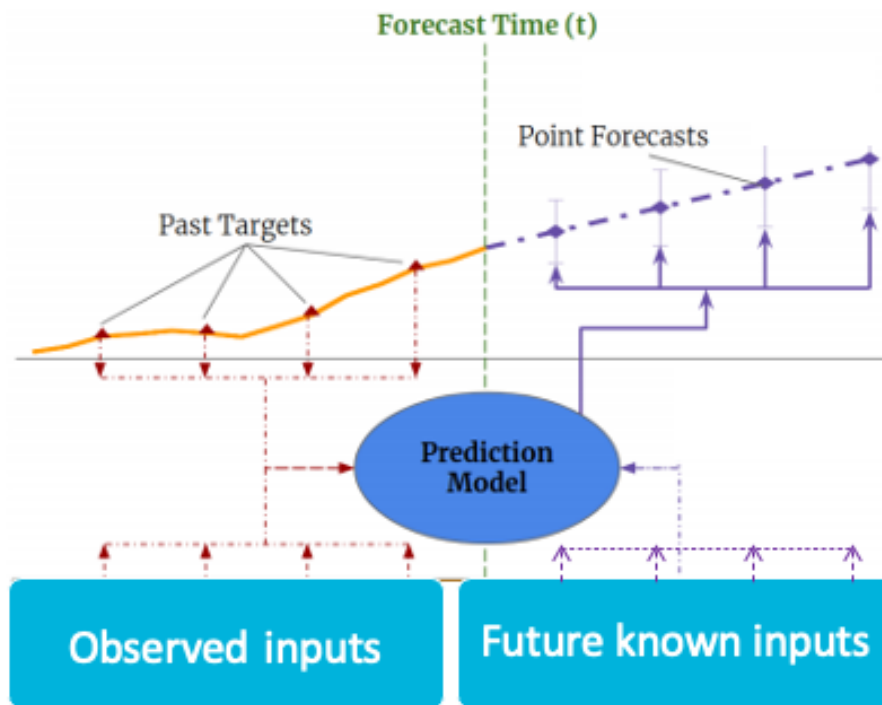 Forecast Time (t)
Point Forecasts
Past Targets
Prediction
Model
Observed inputs
Future known inputs